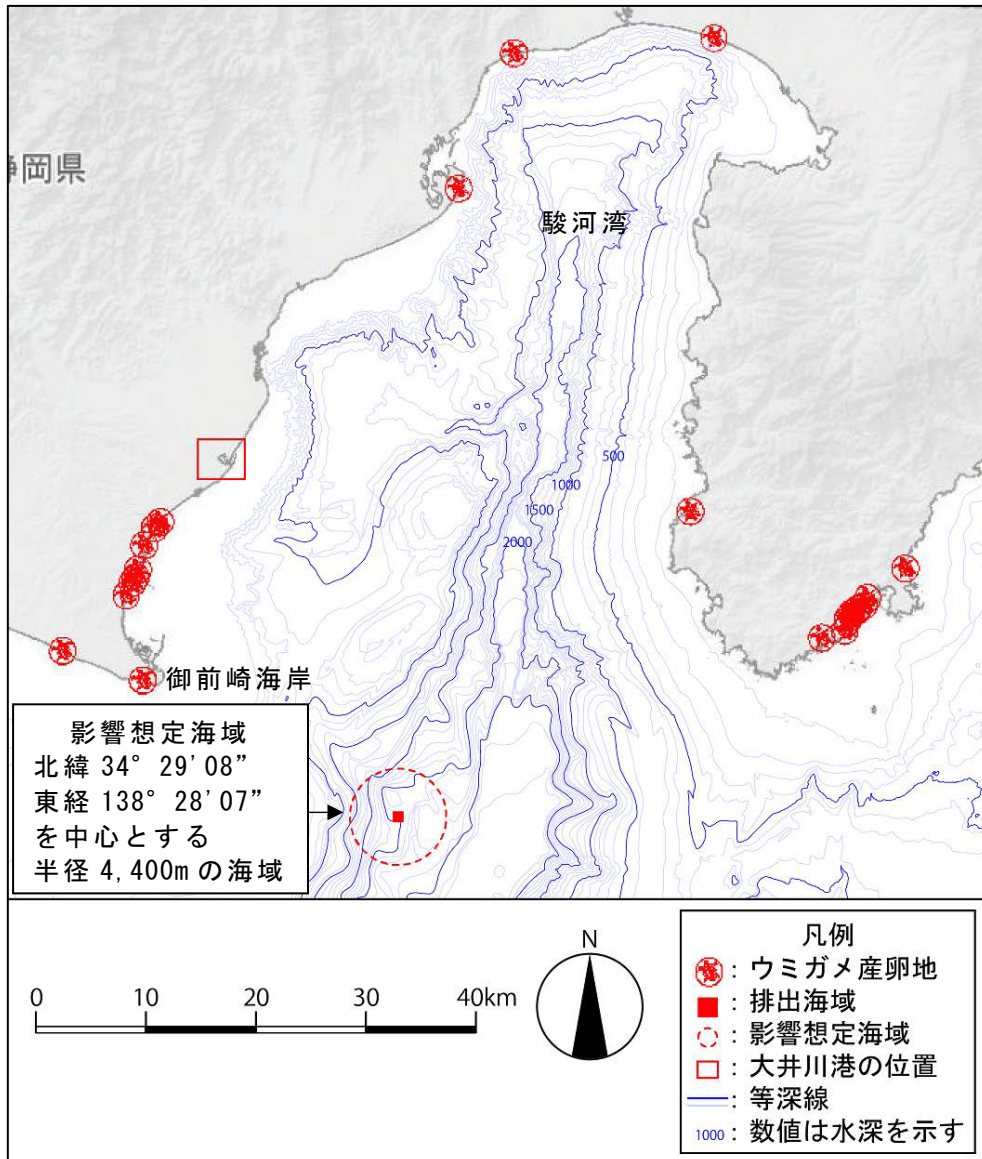 岡県
駿河湾
500
1000
1500
2000
御前崎海岸
影響想定海域
北緯 34° 29’08”
東経 138° 28’07”
を中心とする
半径 4,400m の海域
0 10 20 30 40km
N
凡例
: ウミガメ産卵地
: 排出海域
: 影響想定海域
: 大井川港の位置
: 等深線
1000 : 数値は水深を示す